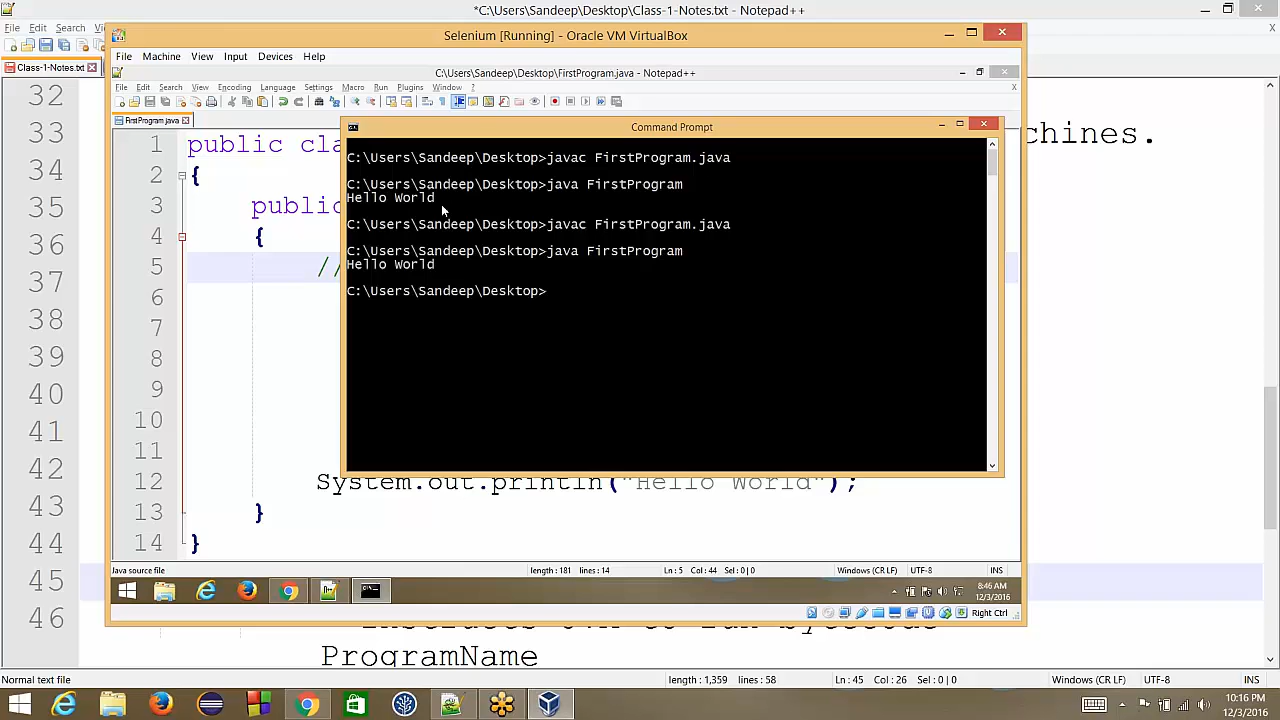 *C:\Users\Sandeep\Desktop\Class-1-Notes.txt - Notepad++
File Edit Search
Class-1-Notes.txt
Selenium [Running] - Oracle VM VirtualBox
File Machine View Input Devices Help
C:\Users\Sandeep\Desktop\FirstProgram.java - Notepad++
File Edit Search View Encoding Language Settings Macro Run Plugins Window ?
FirstProgram.java
Command Prompt
C:\Users\Sandeep\Desktop>javac FirstProgram.java
C:\Users\Sandeep\Desktop>java FirstProgram
Hello World
C:\Users\Sandeep\Desktop>javac FirstProgram.java
C:\Users\Sandeep\Desktop>java FirstProgram
Hello World
C:\Users\Sandeep\Desktop>
1 public cla
2 {
3 public
4 {
5 //
6
7
8
9
10
11
12 System.out.println("Hello World");
13 }
14 }
Java source file length : 181 lines : 14 Ln : 5 Col : 44 Sel : 0 | 0 Windows (CR LF) UTF-8 INS
8:46 AM
12/3/2016
Right Ctrl
32
33 chines.
34
35
36
37
38
39
40
41
42
43
44
45
46
ProgramName
Normal text file length : 1,359 lines : 58 Ln : 45 Col : 26 Sel : 0 | 0 Windows (CR LF) UTF-8 INS
10:16 PM
12/3/2016